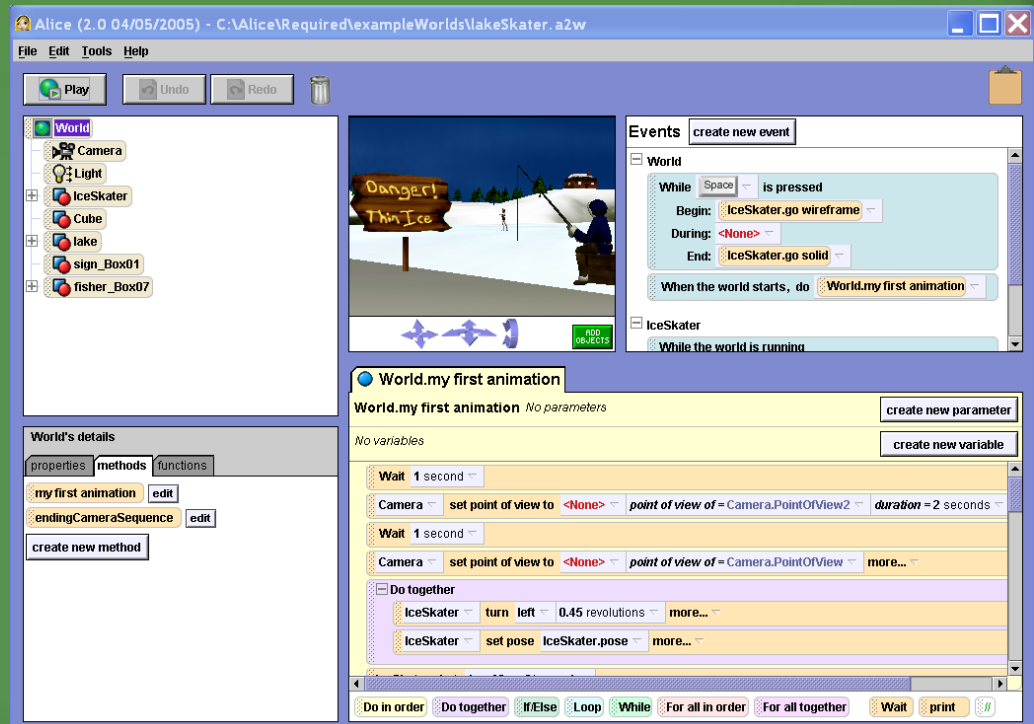 Alice (2.0 04/05/2005) - C:\Alice\Required\exampleWorlds\lakeSkater.a2w
File Edit Tools Help
Play Undo Redo
World
Camera
Light
IceSkater
Cube
lake
sign_Box01
fisher_Box07
Danger!
Thin Ice
ADD
OBJECTS
Events create new event
World
While Space is pressed
Begin: IceSkater.go wireframe
During: <None>
End: IceSkater.go solid
When the world starts, do World.my first animation
IceSkater
While the world is running
World's details
properties methods functions
my first animation edit
endingCameraSequence edit
create new method
World.my first animation
World.my first animation No parameters create new parameter
No variables create new variable
Wait 1 second
Camera set point of view to <None> point of view of = Camera.PointOfView2 duration = 2 seconds
Wait 1 second
Camera set point of view to <None> point of view of = Camera.PointOfView more...
Do together
IceSkater turn left 0.45 revolutions more...
IceSkater set pose IceSkater.pose more...
Do in order Do together If/Else Loop While For all in order For all together Wait print //